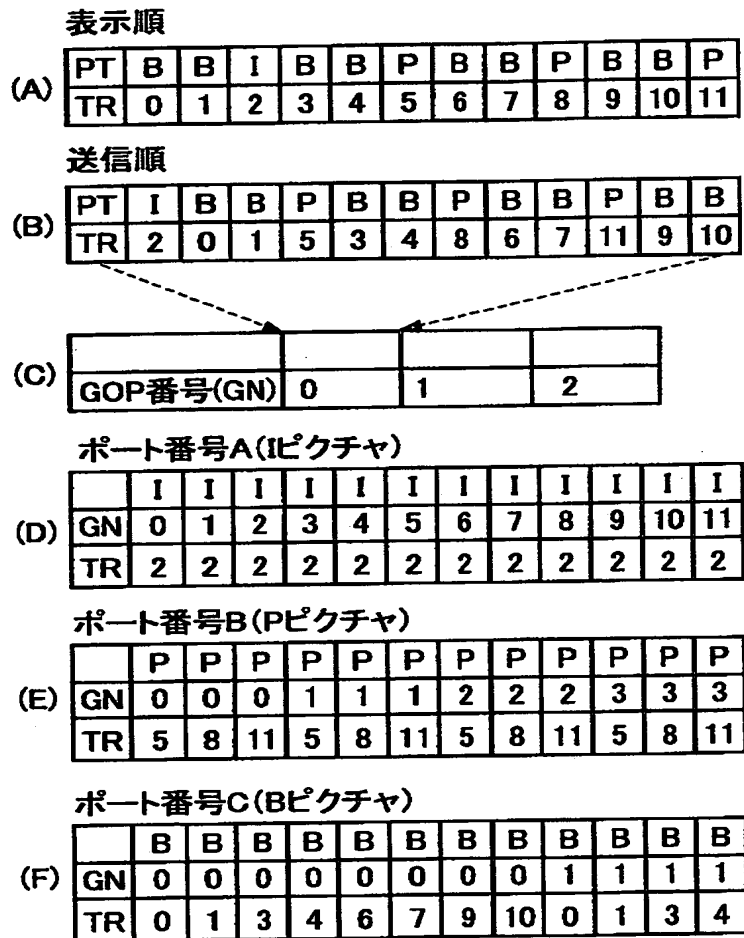 表示順
(A)
PT B B I B B P B B P B B P
TR 0 1 2 3 4 5 6 7 8 9 10 11
送信順
(B)
PT I B B P B B P B B P B B
TR 2 0 1 5 3 4 8 6 7 11 9 10
(C)
GOP番号(GN) 0 1 2
ポート番号A(Iピクチャ)
(D)
I I I I I I I I I I I I
GN 0 1 2 3 4 5 6 7 8 9 10 11
TR 2 2 2 2 2 2 2 2 2 2 2 2
ポート番号B(Pピクチャ)
(E)
P P P P P P P P P P P P
GN 0 0 0 1 1 1 2 2 2 3 3 3
TR 5 8 11 5 8 11 5 8 11 5 8 11
ポート番号C(Bピクチャ)
(F)
B B B B B B B B B B B B
GN 0 0 0 0 0 0 0 0 1 1 1 1
TR 0 1 3 4 6 7 9 10 0 1 3 4